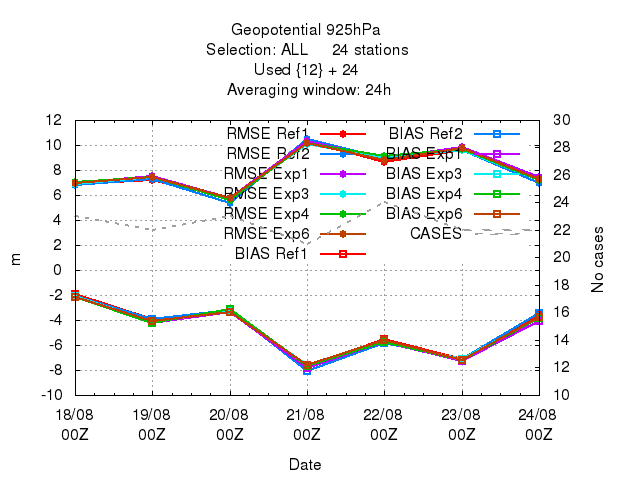 Geopotential 925hPa
Selection: ALL     24 stations
Used {12} + 24
Averaging window: 24h
12 30
10 28
8 26
6 24
4 22
2 20
0 18
-2 16
-4 14
-6 12
-8 10
-10
m
No cases
RMSE Ref1 BIAS Ref2
RMSE Ref2 BIAS Exp1
RMSE Exp1 BIAS Exp3
RMSE Exp3 BIAS Exp4
RMSE Exp4 BIAS Exp6
RMSE Exp6 CASES
BIAS Ref1
18/08 19/08 20/08 21/08 22/08 23/08 24/08
00Z 00Z 00Z 00Z 00Z 00Z 00Z
Date